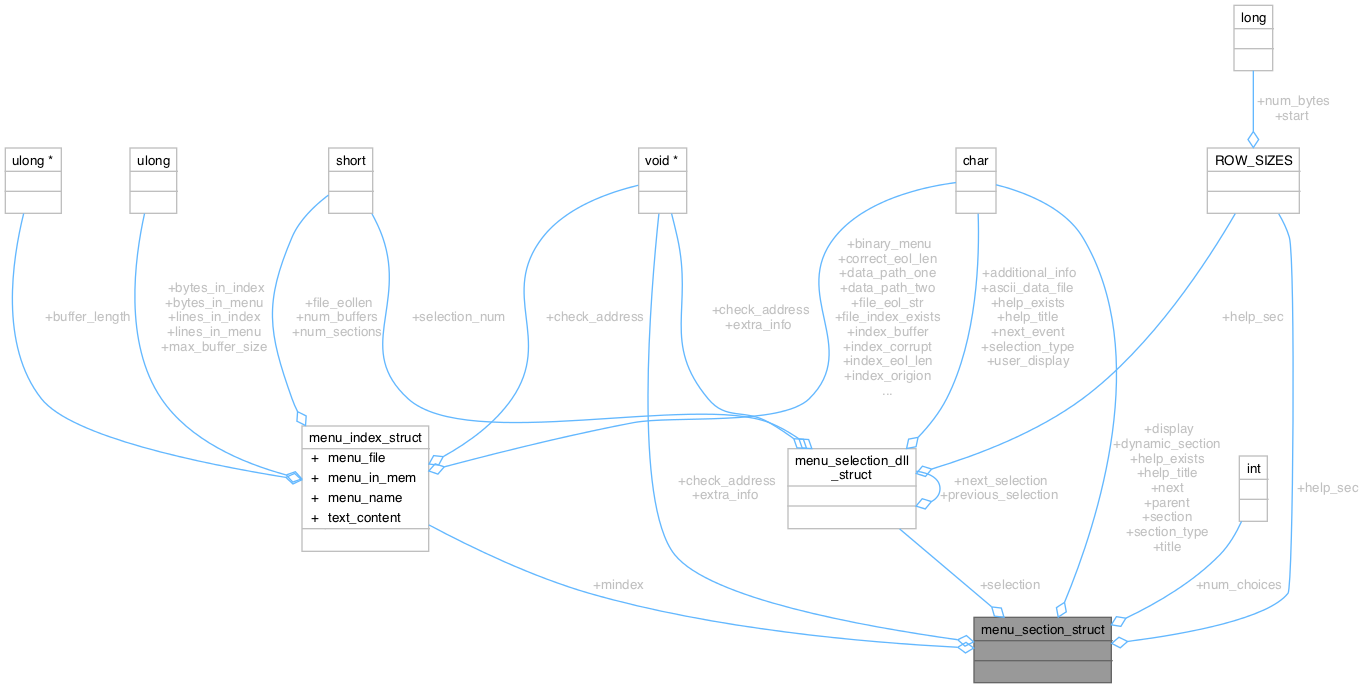 long
+num_bytes
+start
ulong *
ulong
short
void *
char
ROW_SIZES
+binary_menu
+correct_eol_len
+data_path_one
+data_path_two
+file_eol_str
+file_index_exists
+index_buffer
+index_corrupt
+index_eol_len
+index_origion
...
+additional_info
+ascii_data_file
+help_exists
+help_title
+next_event
+selection_type
+user_display
+buffer_length
+bytes_in_index
+bytes_in_menu
+lines_in_index
+lines_in_menu
+max_buffer_size
+file_eollen
+num_buffers
+num_sections
+selection_num
+check_address
+check_address
+extra_info
+help_sec
menu_index_struct
+ menu_file
+ menu_in_mem
+ menu_name
+ text_content
menu_selection_dll
_struct
+next_selection
+previous_selection
+check_address
+extra_info
+display
+dynamic_section
+help_exists
+help_title
+next
+parent
+section
+section_type
+title
int
+help_sec
+mindex
+selection
+num_choices
menu_section_struct